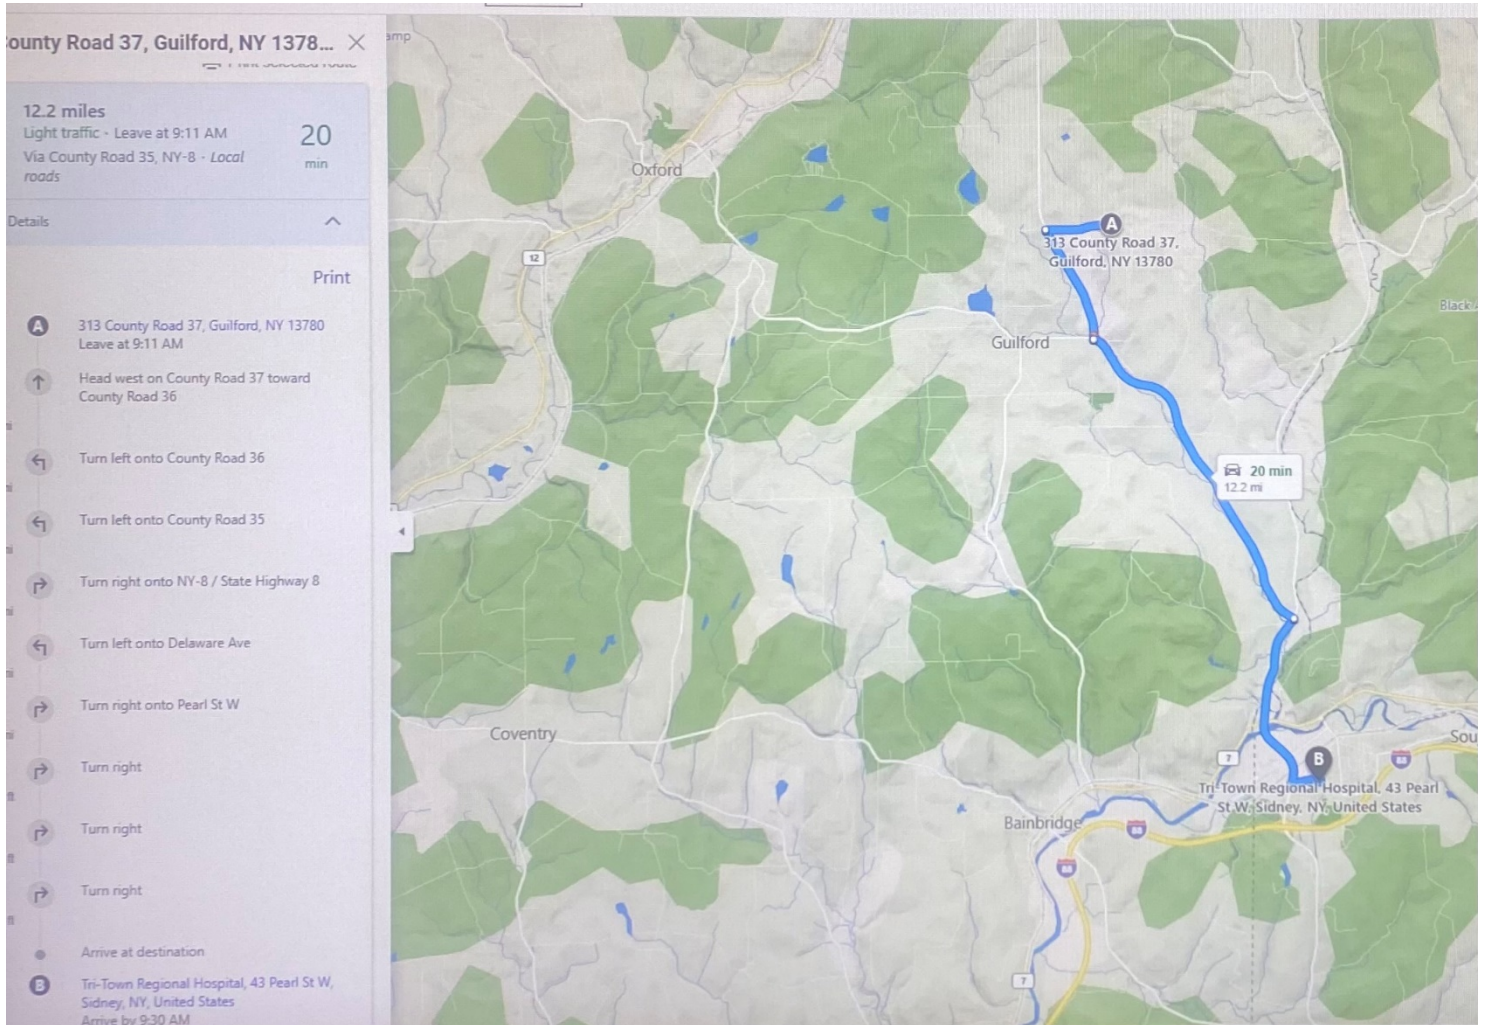 ounty Road 37, Guilford, NY 1378...
12.2 miles
Light traffic · Leave at 9:11 AM
Via County Road 35, NY-8 · Local
roads
20
min
Details
Print
A
313 County Road 37, Guilford, NY 13780
Leave at 9:11 AM
Head west on County Road 37 toward
County Road 36
Turn left onto County Road 36
Turn left onto County Road 35
Turn right onto NY-8 / State Highway 8
Turn left onto Delaware Ave
Turn right onto Pearl St W
Turn right
Turn right
Turn right
Arrive at destination
B
Tri-Town Regional Hospital, 43 Pearl St W,
Sidney, NY, United States
Arrive by 9:30 AM
amp
Oxford
12
A
313 County Road 37,
Guilford, NY 13780
Black
Guilford
20 min
12.2 mi
Coventry
Sou
7
B
88
Tri-Town Regional Hospital, 43 Pearl
St W, Sidney, NY, United States
Bainbridge
88
88
7